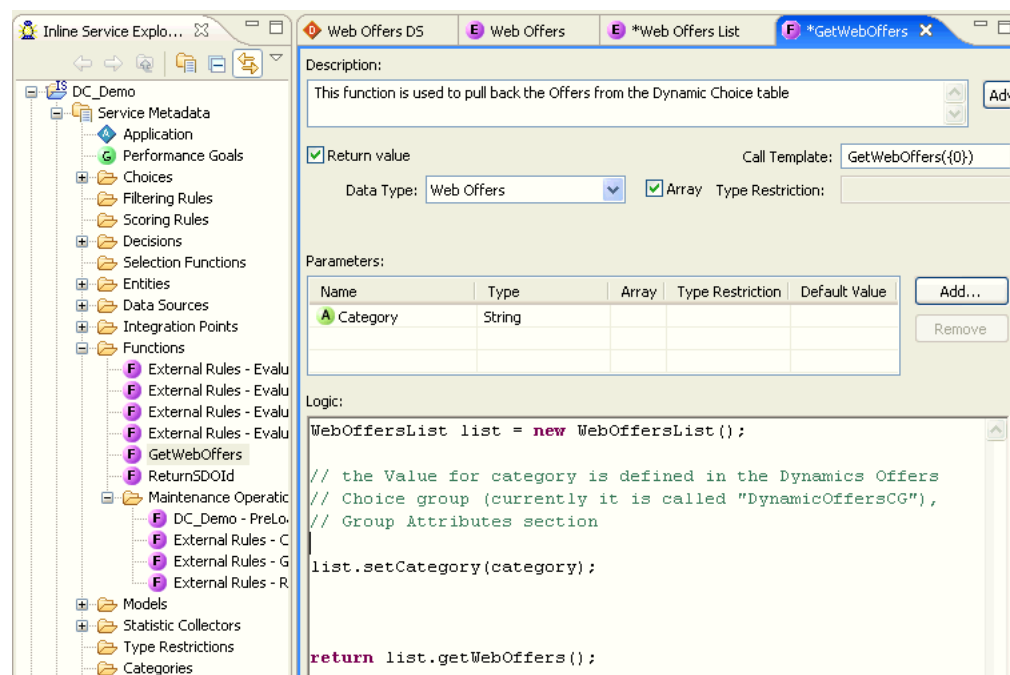 Inline Service Explo...
DC_Demo
Service Metadata
Application
Performance Goals
Choices
Filtering Rules
Scoring Rules
Decisions
Selection Functions
Entities
Data Sources
Integration Points
Functions
External Rules - Evalu
External Rules - Evalu
External Rules - Evalu
External Rules - Evalu
GetWebOffers
ReturnSDOId
Maintenance Operatic
DC_Demo - PreLo
External Rules - C
External Rules - G
External Rules - R
Models
Statistic Collectors
Type Restrictions
Categories
Web Offers DS Web Offers *Web Offers List *GetWebOffers
Description:
This function is used to pull back the Offers from the Dynamic Choice table Adv
Return value Call Template: GetWebOffers({0})
Data Type: Web Offers Array Type Restriction:
Parameters:
Name Type Array Type Restriction Default Value Add...
Category String
Remove
Logic:
WebOffersList list = new WebOffersList();
// the Value for category is defined in the Dynamics Offers
// Choice group (currently it is called "DynamicOffersCG"),
// Group Attributes section
list.setCategory(category);
return list.getWebOffers();